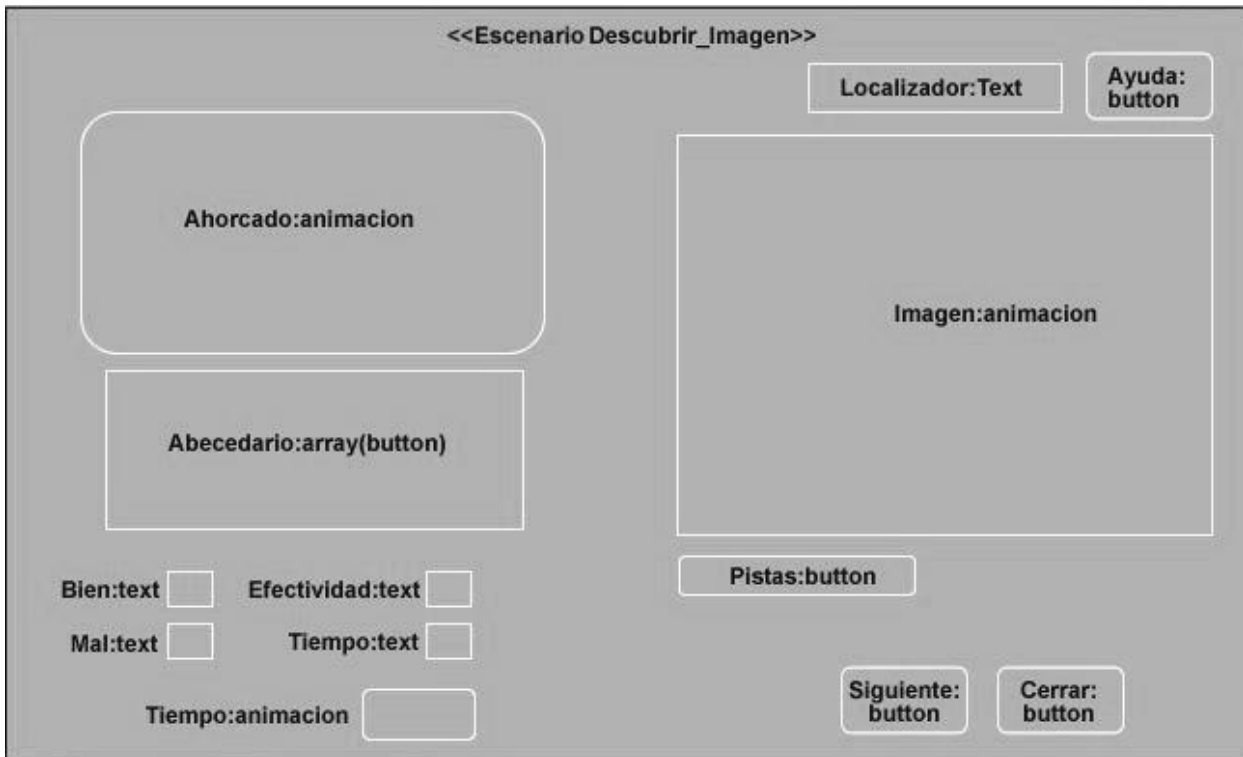 <<Escenario Descubrir_Imagen>>
Localizador:Text
Ayuda:
button
Ahorcado:animacion
Imagen:animacion
Abecedario:array(button)
Pistas:button
Bien:text
Efectividad:text
Mal:text
Tiempo:text
Tiempo:animacion
Siguiente:
button
Cerrar:
button